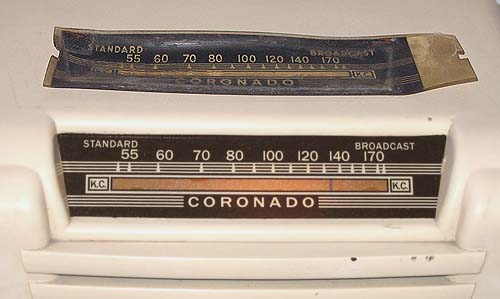 STANDARD BROADCAST
55 60 70 80 100 120 140 170
K.C.
CORONADO
STANDARD BROADCAST
55 60 70 80 100 120 140 170
K.C. K.C.
CORONADO